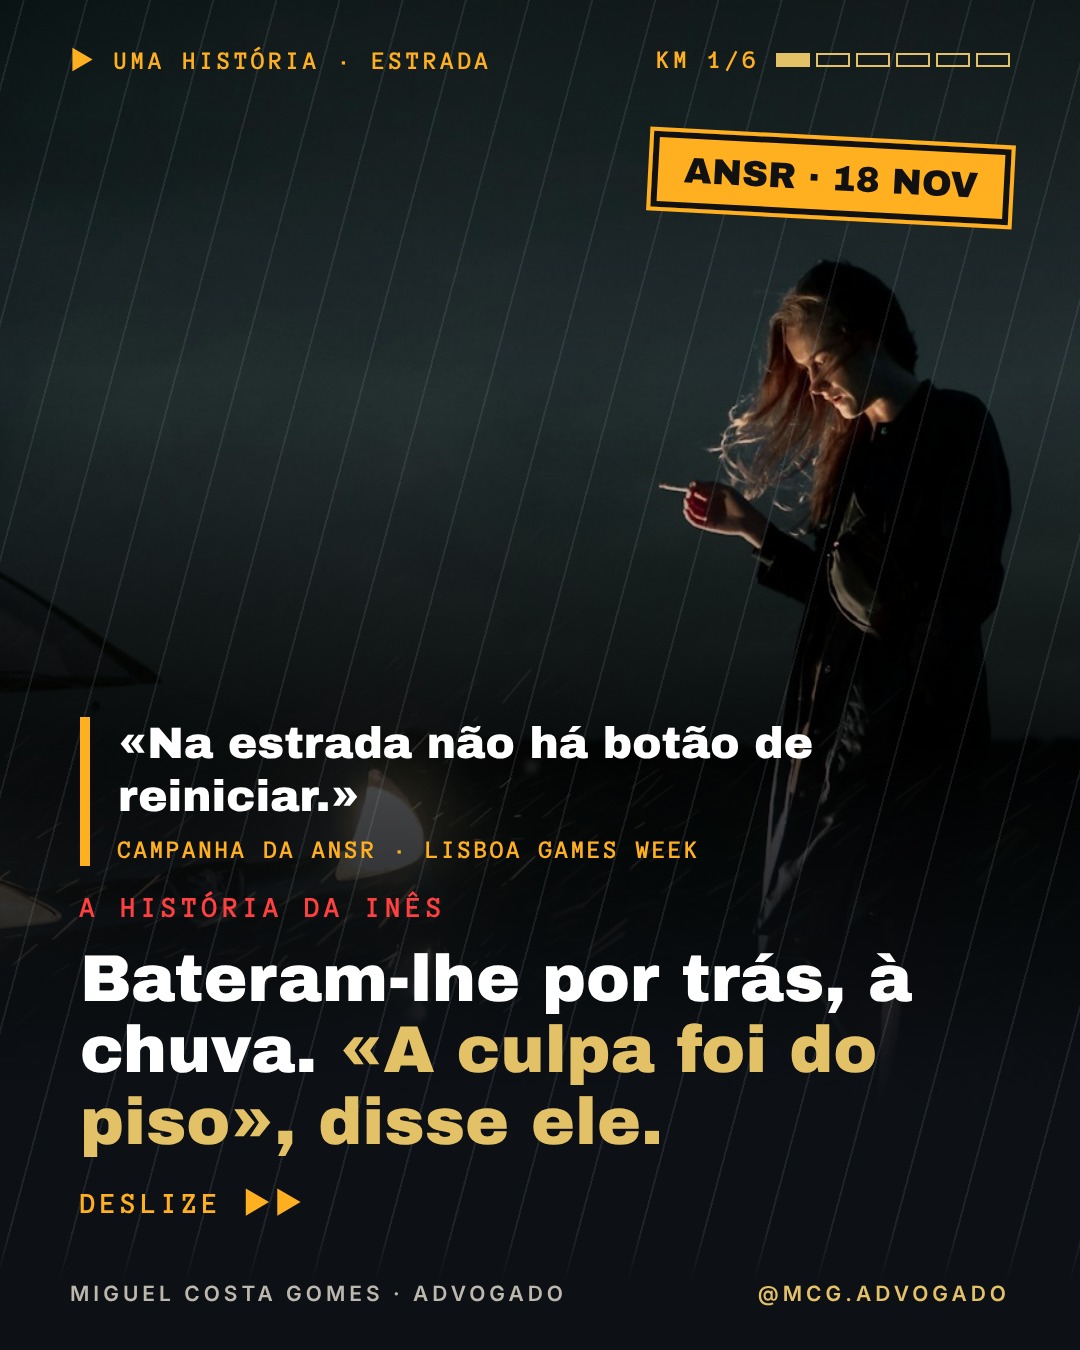 UMA HISTÓRIA · ESTRADA
KM 1/6
ANSR · 18 NOV
«Na estrada não há botão de
reiniciar.»
CAMPANHA DA ANSR · LISBOA GAMES WEEK
A HISTÓRIA DA INÊS
Bateram-lhe por trás, à
chuva. «A culpa foi do
piso», disse ele.
DESLIZE
MIGUEL COSTA GOMES · ADVOGADO
@MCG.ADVOGADO